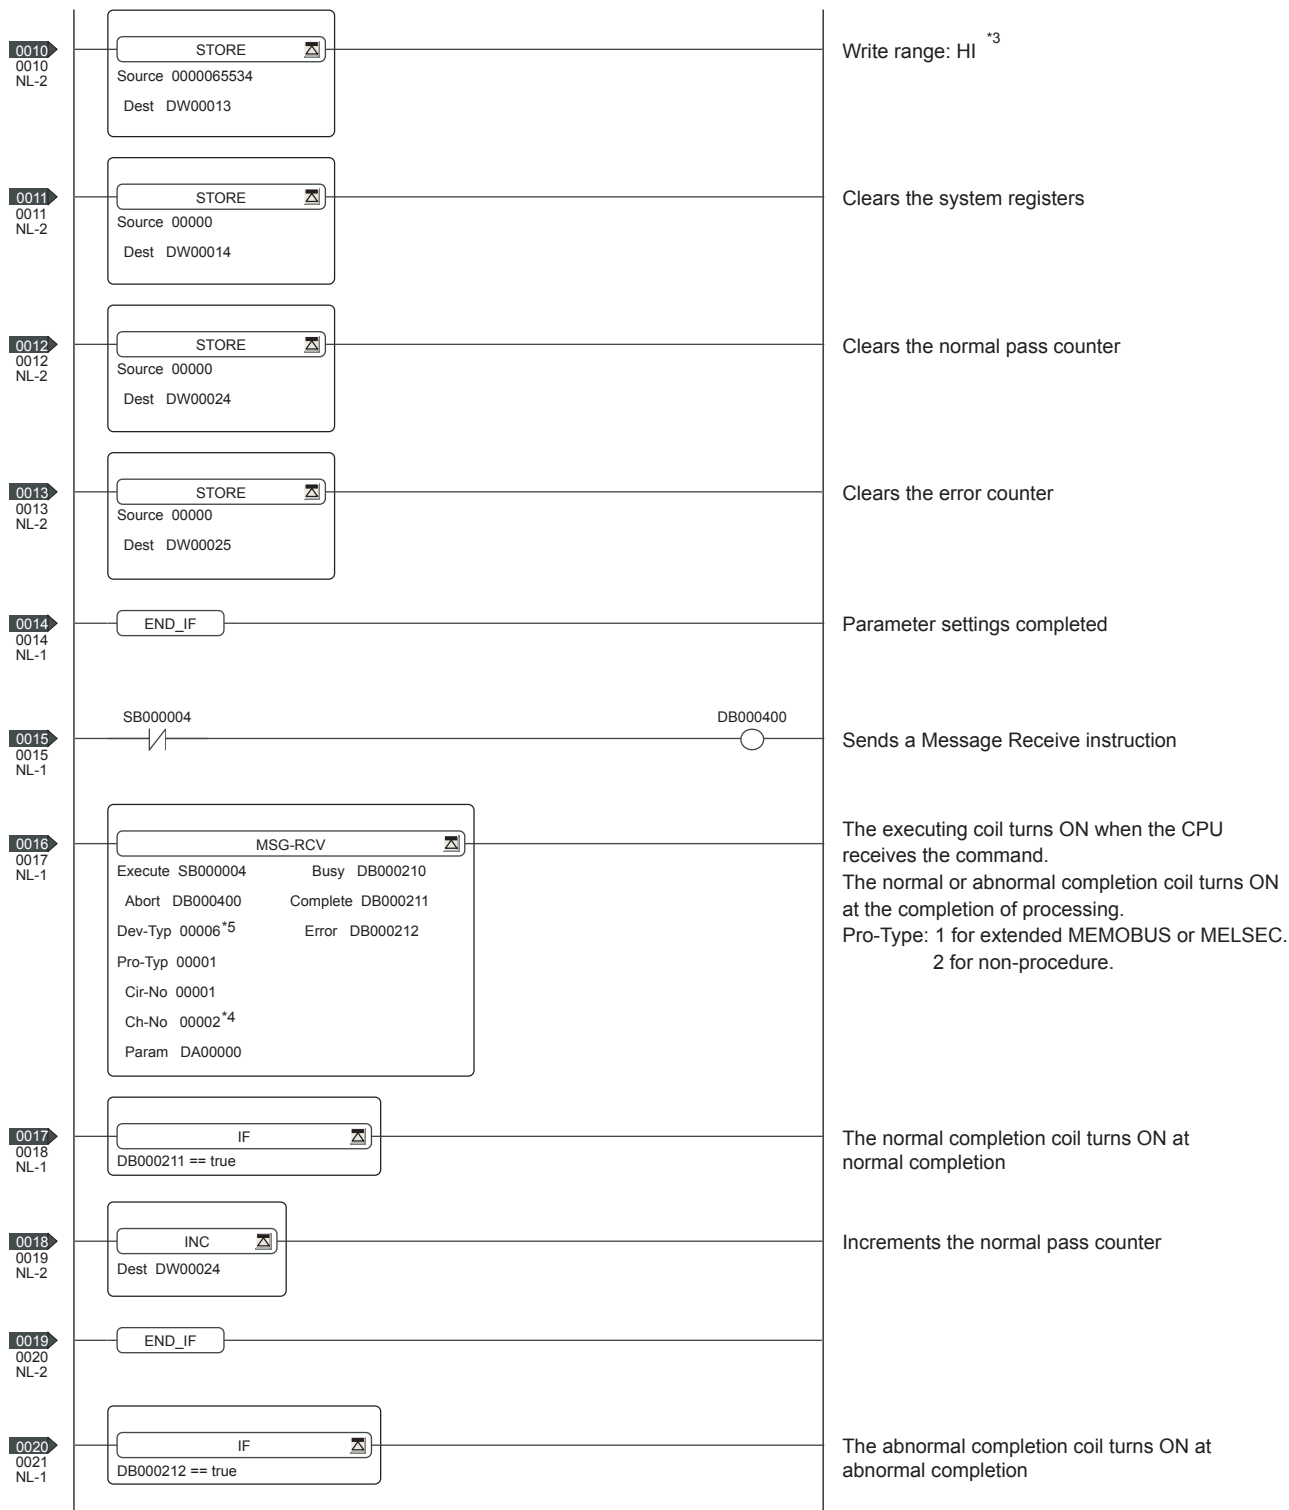 0010
0010
NL-2
STORE
Source 0000065534
Dest DW00013
Write range: HI *3
0011
0011
NL-2
STORE
Source 00000
Dest DW00014
Clears the system registers
0012
0012
NL-2
STORE
Source 00000
Dest DW00024
Clears the normal pass counter
0013
0013
NL-2
STORE
Source 00000
Dest DW00025
Clears the error counter
0014
0014
NL-1
END_IF
Parameter settings completed
0015
0015
NL-1
SB000004
DB000400
Sends a Message Receive instruction
0016
0017
NL-1
MSG-RCV
Execute SB000004 Busy DB000210
Abort DB000400 Complete DB000211
Dev-Typ 00006*5 Error DB000212
Pro-Typ 00001
Cir-No 00001
Ch-No 00002*4
Param DA00000
The executing coil turns ON when the CPU
receives the command.
The normal or abnormal completion coil turns ON
at the completion of processing.
Pro-Type: 1 for extended MEMOBUS or MELSEC.
2 for non-procedure.
0017
0018
NL-1
IF
DB000211 == true
The normal completion coil turns ON at
normal completion
0018
0019
NL-2
INC
Dest DW00024
Increments the normal pass counter
0019
0020
NL-2
END_IF
0020
0021
NL-1
IF
DB000212 == true
The abnormal completion coil turns ON at
abnormal completion